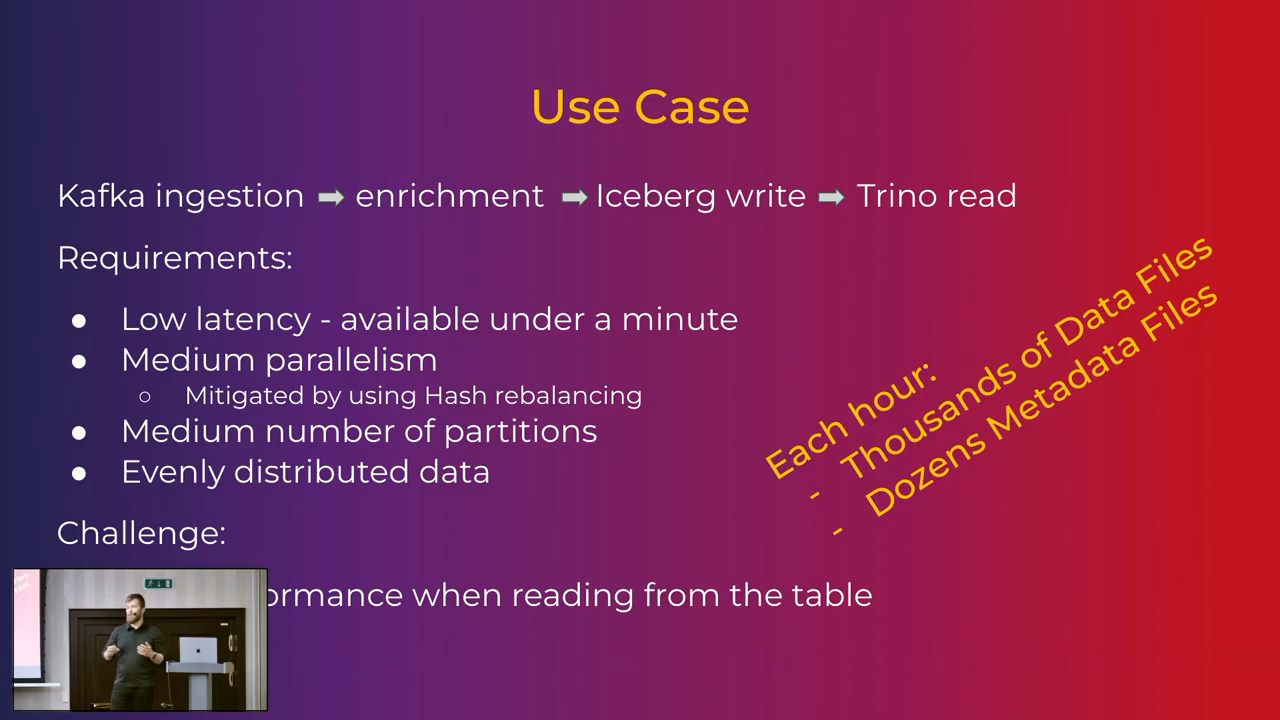 Use Case
Kafka ingestion ➡ enrichment ➡ Iceberg write ➡ Trino read
Requirements:
● Low latency - available under a minute
● Medium parallelism
○ Mitigated by using Hash rebalancing
● Medium number of partitions
● Evenly distributed data
Each hour:
- Thousands of Data Files
- Dozens Metadata Files
Challenge:
ormance when reading from the table